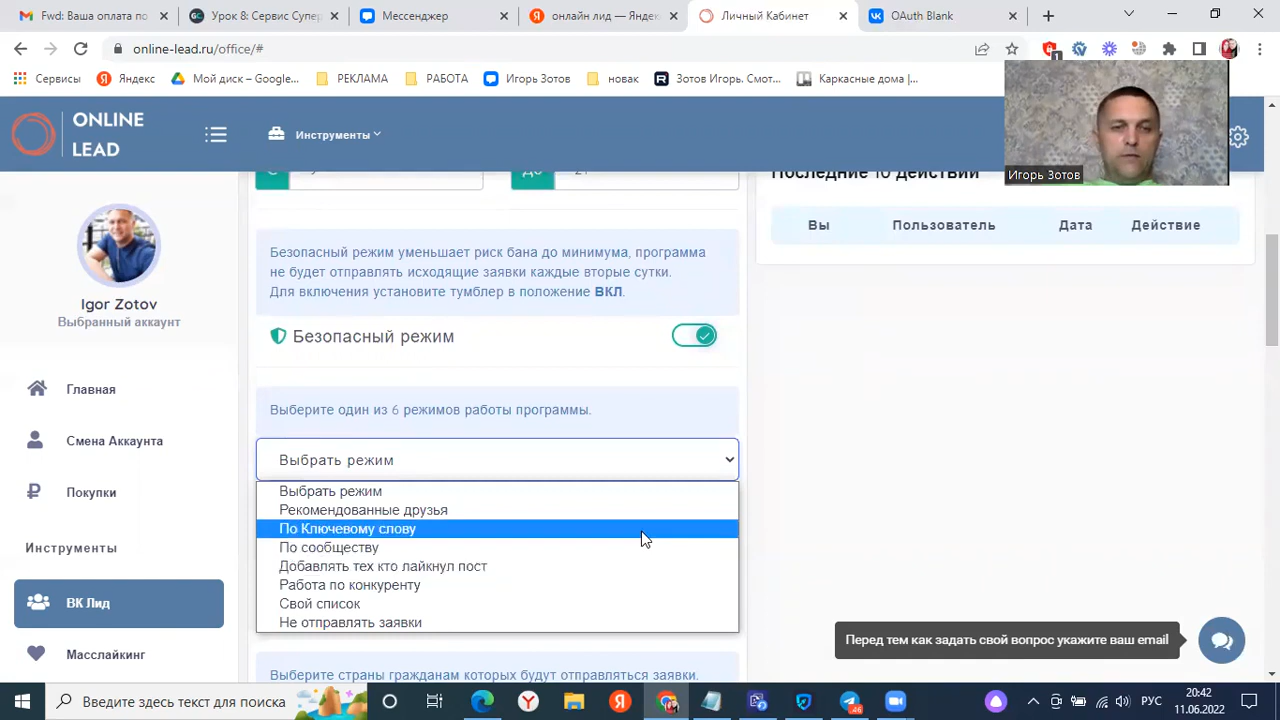 Fwd: Ваша оплата по
Урок & Сервис Супер
Мессенджер
онлайн лид — Яндек
Личный Кабинет
OAuth Blank
online-lead.ru/office/#
1
Сервисы
Яндекс
Мой диск – Google...
РЕКЛАМА
РАБОТА
Игорь Зотов
новак
Зотов Игорь. Смот...
Каркасные дома |...
ONLINE
LEAD
Инструменты
Игорь Зотов
С
До
Последние 10 действий
Вы
Пользователь
Дата
Действие
Безопасный режим уменьшает риск бана до минимума, программа
не будет отправлять исходящие заявки каждые вторые сутки.
Для включения установите тумблер в положение ВКЛ.
Безопасный режим
Выберите один из 6 режимов работы программы.
Выбрать режим
Выбрать режим
Рекомендованные друзья
По Ключевому слову
По сообществу
Добавлять тех кто лайкнул пост
Работа по конкуренту
Свой список
Не отправлять заявки
Выберите страны гражданам которых будут отправляться заявки.
Igor Zotov
Выбранный аккаунт
Главная
Смена Аккаунта
Покупки
Инструменты
ВК Лид
Масслайкинг
Перед тем как задать свой вопрос укажите ваш email
Введите здесь текст для поиска
46
РУС
20:42
11.06.2022